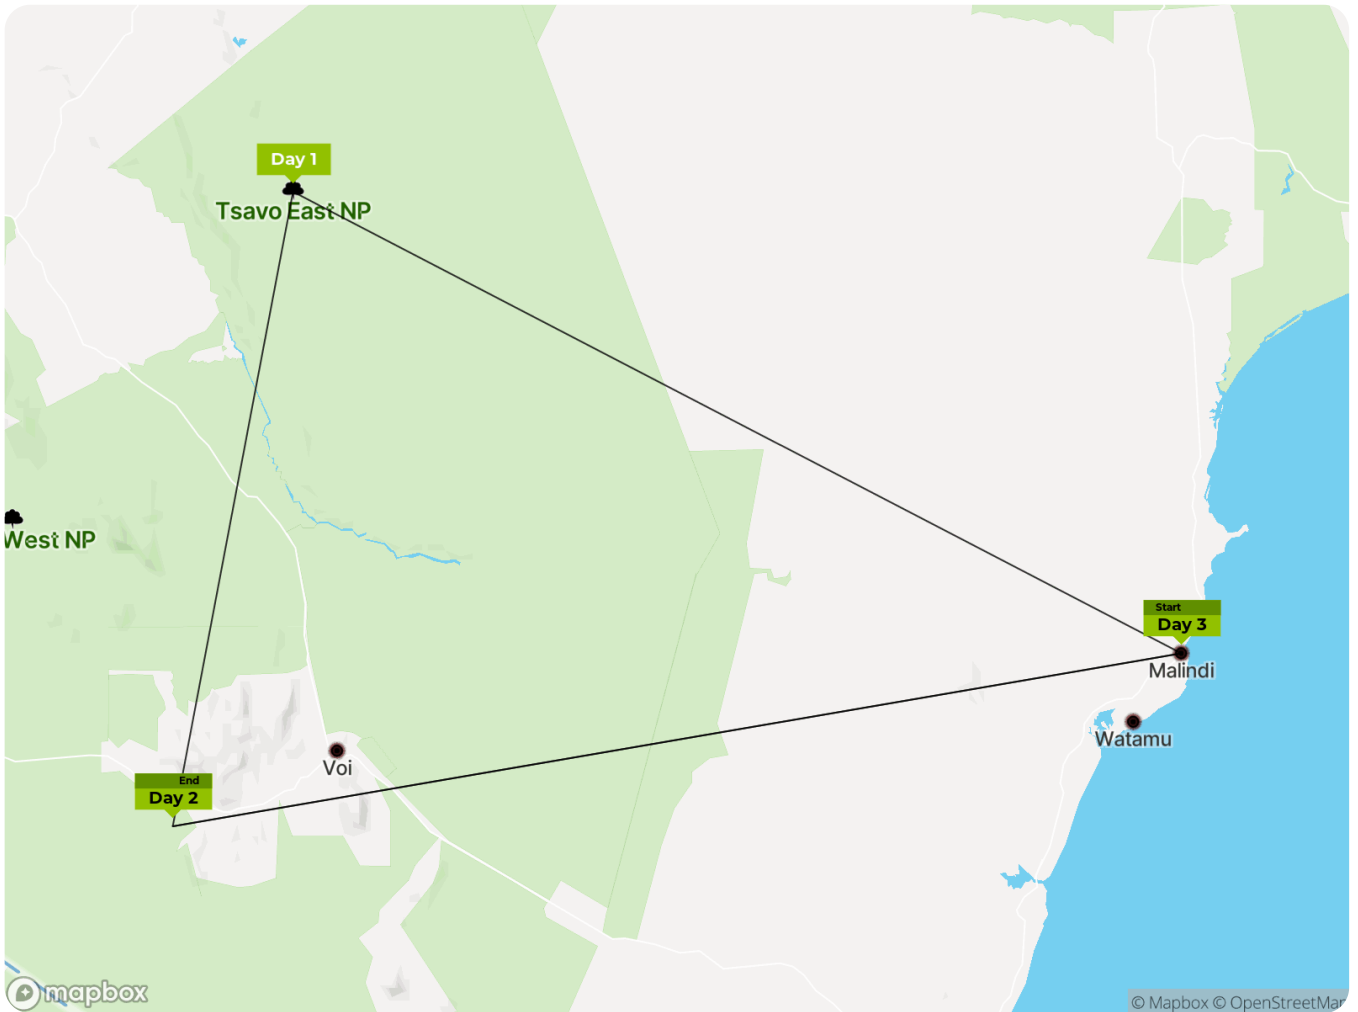 Day 1
Tsavo East NP
West NP
Start
Day 3
Malindi
Watamu
Voi
End
Day 2
mapbox
© Mapbox © OpenStreetMap